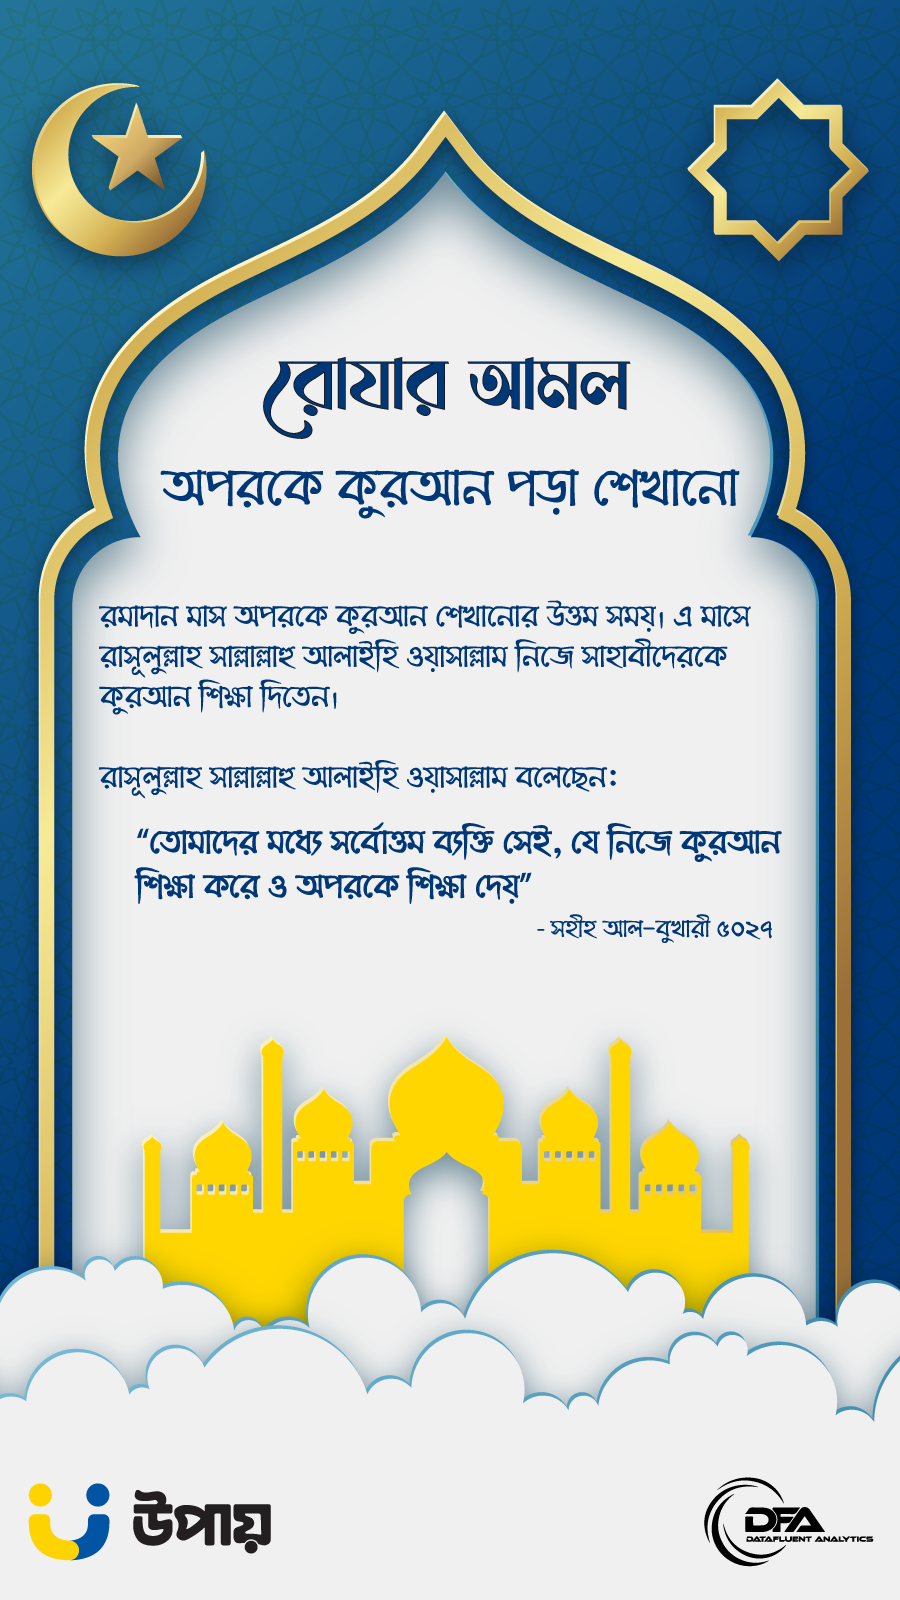 রোযার আমল
অপরকে কুরআন পড়া শেখানো
রমাদান মাস অপরকে কুরআন শেখানোর উত্তম সময়। এ মাসে
রাসূলুল্লাহ সাল্লাল্লাহু আলাইহি ওয়াসাল্লাম নিজে সাহাবীদেরকে
কুরআন শিক্ষা দিতেন।
রাসূলুল্লাহ সাল্লাল্লাহু আলাইহি ওয়াসাল্লাম বলেছেন:
“তোমাদের মধ্যে সর্বোত্তম ব্যক্তি সেই, যে নিজে কুরআন
শিক্ষা করে ও অপরকে শিক্ষা দেয়”
- সহীহ আল-বুখারী ৫০২৭
উপায়
DFA
DATAFLUENT ANALYTICS